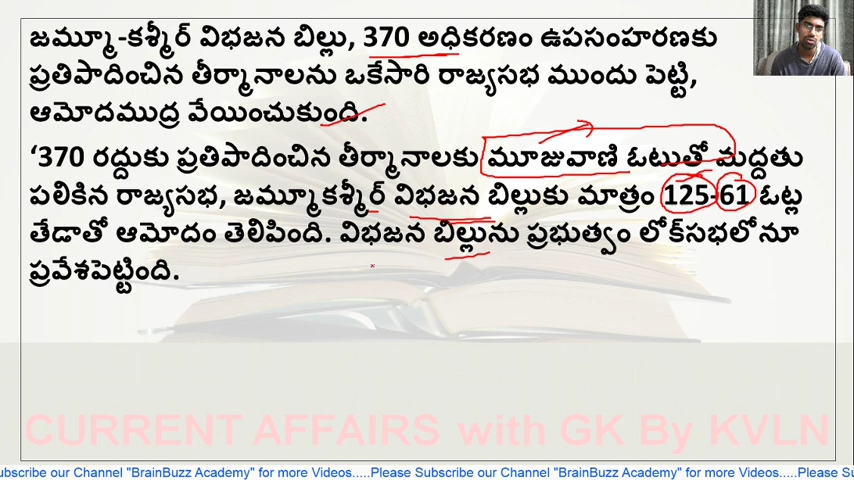 జమ్మూ-కశ్మీర్ విభజన బిల్లు, 370 అధికరణం ఉపసంహరణకు
ప్రతిపాదించిన తీర్మానాలను ఒకేసారి రాజ్యసభ ముందు పెట్టి,
ఆమోదముద్ర వేయించుకుంది.
‘370 రద్దుకు ప్రతిపాదించిన తీర్మానాలకు మూజువాణి ఓటుతో మద్దతు
పలికిన రాజ్యసభ, జమ్మూకశ్మీర్ విభజన బిల్లుకు మాత్రం 125-61 ఓట్ల
తేడాతో ఆమోదం తెలిపింది. విభజన బిల్లును ప్రభుత్వం లోక్‌సభలోనూ
ప్రవేశపెట్టింది.
CURRENT AFFAIRS with GK By KVLN
ubscribe our Channel "BrainBuzz Academy" for more Videos.....Please Subscribe our Channel "BrainBuzz Academy" for more Videos.....Please Su